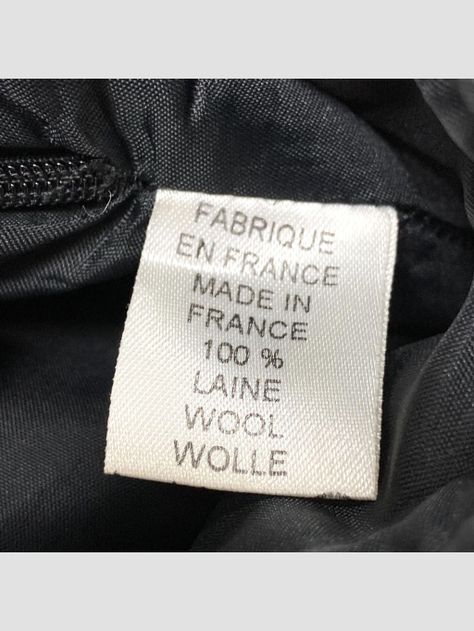 FABRIQUE
EN FRANCE
MADE IN
FRANCE
100 %
LAINE
WOOL
WOLLE